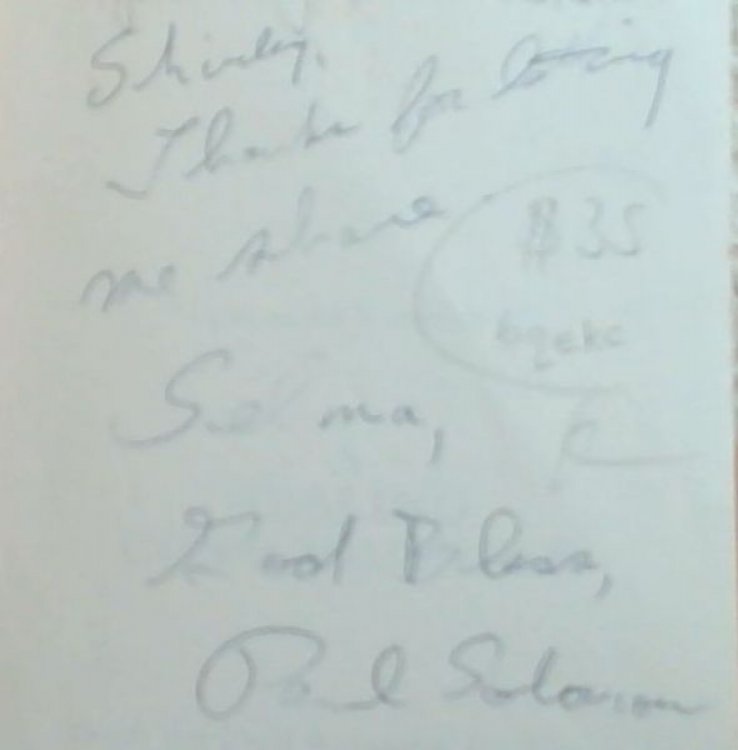 Shirley,
Thanks for letting
me share
$35
Selma,
God Bless,
Paul Solomon